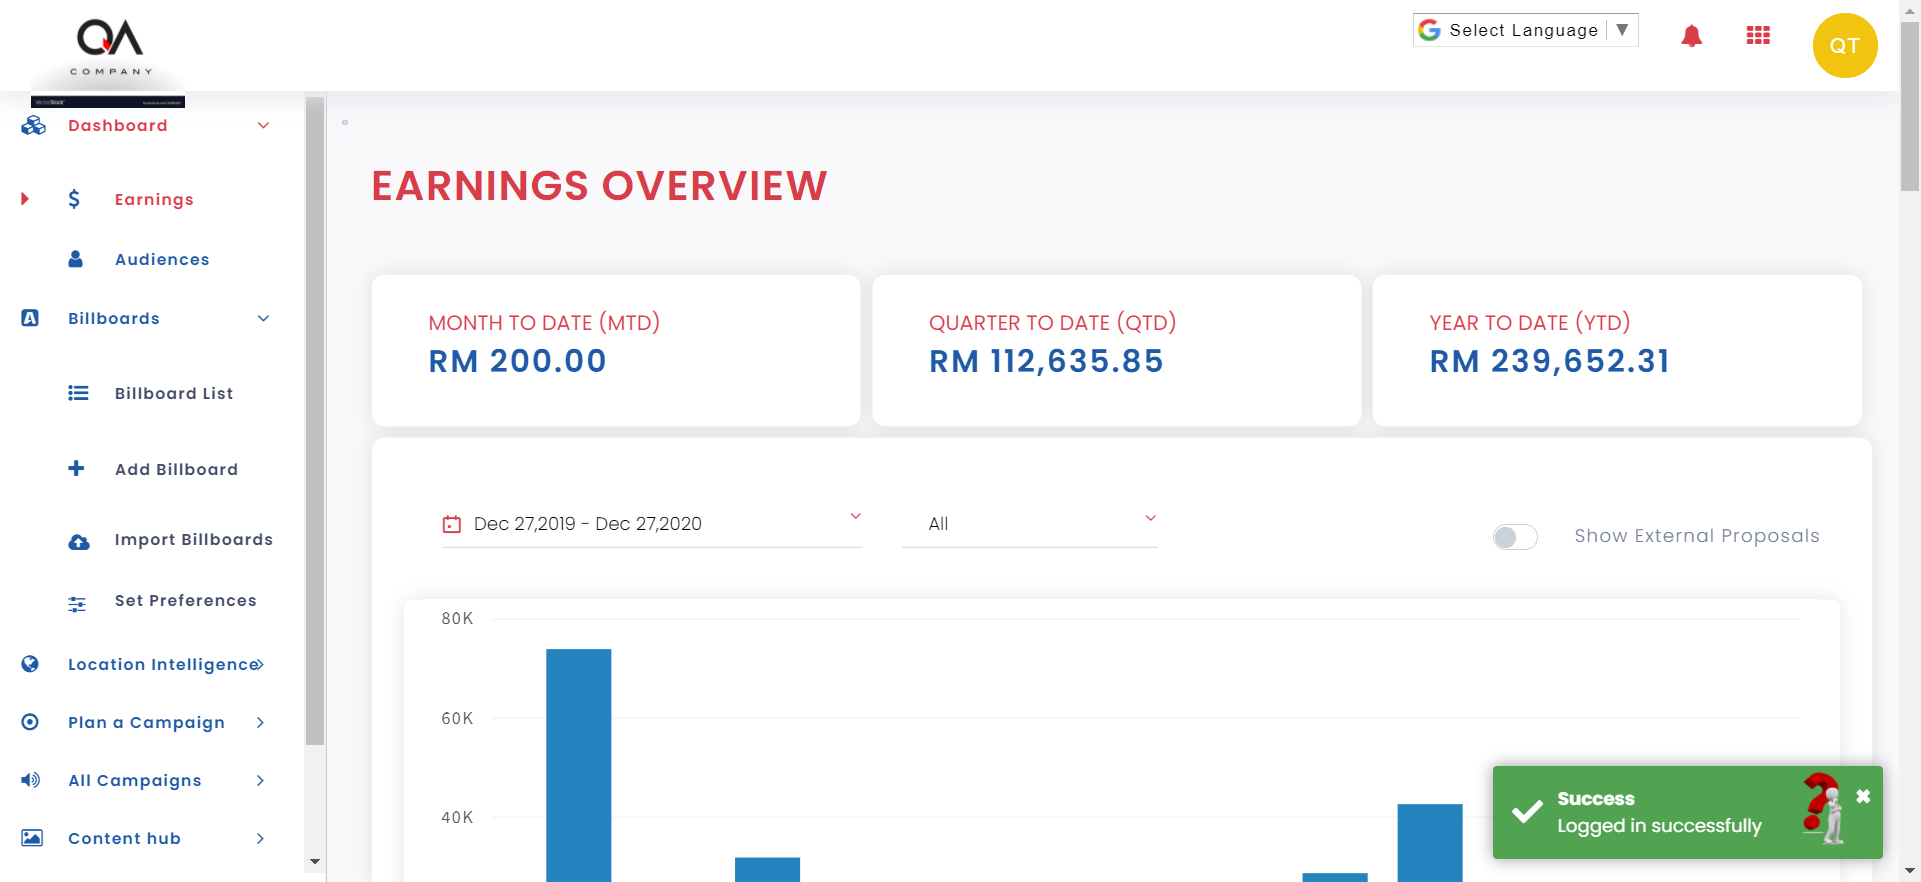 QA
COMPANY
Select Language ▼
QT
Dashboard
Earnings
Audiences
Billboards
Billboard List
Add Billboard
Import Billboards
Set Preferences
Location Intelligence
Plan a Campaign
All Campaigns
Content hub
EARNINGS OVERVIEW
MONTH TO DATE (MTD)
RM 200.00
QUARTER TO DATE (QTD)
RM 112,635.85
YEAR TO DATE (YTD)
RM 239,652.31
Dec 27,2019 - Dec 27,2020
All
Show External Proposals
80K
60K
40K
Success
Logged in successfully